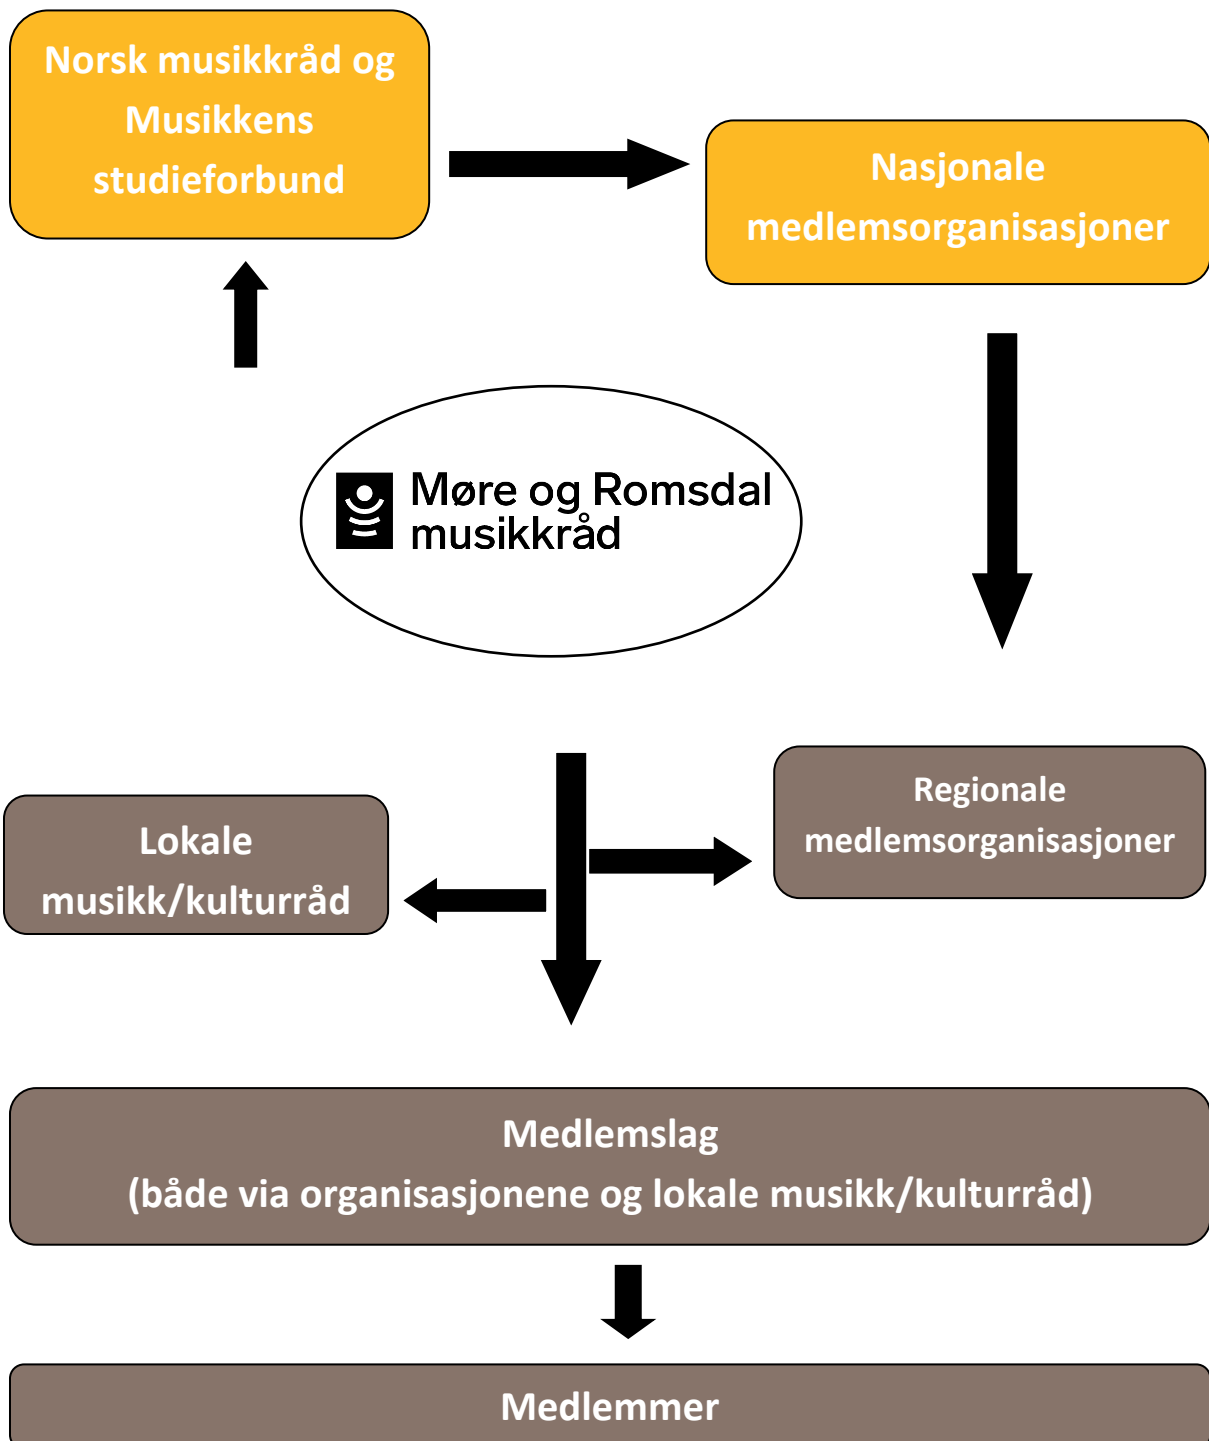 Norsk musikkråd og
Musikkens
studieforbund
Nasjonale
medlemsorganisasjoner
Møre og Romsdal
musikkråd
Regionale
medlemsorganisasjoner
Lokale
musikk/kulturråd
Medlemslag
(både via organisasjonene og lokale musikk/kulturråd)
Medlemmer